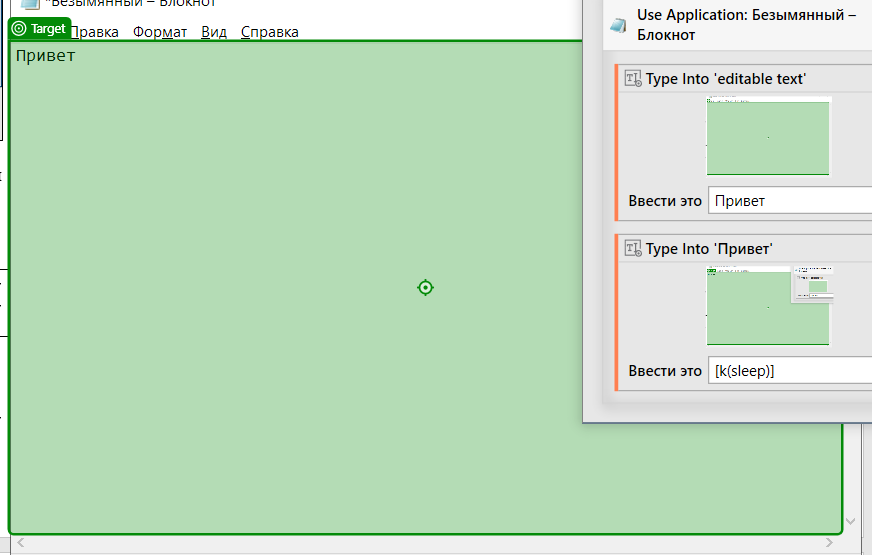 *Безымянный – Блокнот
Target
Правка Формат Вид Справка
Привет
Use Application: Безымянный –
Блокнот
Type Into 'editable text'
Ввести это Привет
Type Into 'Привет'
Ввести это [k(sleep)]